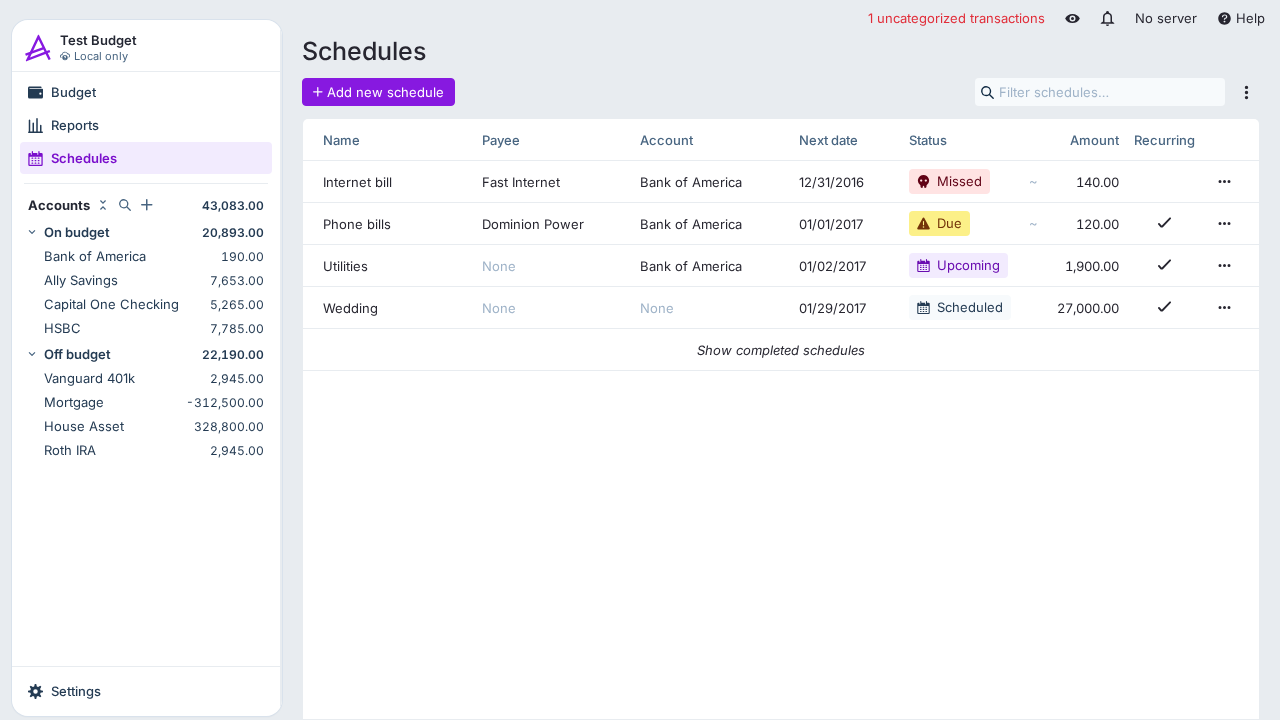 1 uncategorized transactions
No server
Help
Test Budget
Local only
Budget
Reports
Schedules
Accounts 43,083.00
On budget 20,893.00
Bank of America 190.00
Ally Savings 7,653.00
Capital One Checking 5,265.00
HSBC 7,785.00
Off budget 22,190.00
Vanguard 401k 2,945.00
Mortgage -312,500.00
House Asset 328,800.00
Roth IRA 2,945.00
Settings
Schedules
Add new schedule
Filter schedules...
Name Payee Account Next date Status Amount Recurring
Internet bill Fast Internet Bank of America 12/31/2016 Missed ~ 140.00
Phone bills Dominion Power Bank of America 01/01/2017 Due ~ 120.00
Utilities None Bank of America 01/02/2017 Upcoming 1,900.00
Wedding None None 01/29/2017 Scheduled 27,000.00
Show completed schedules